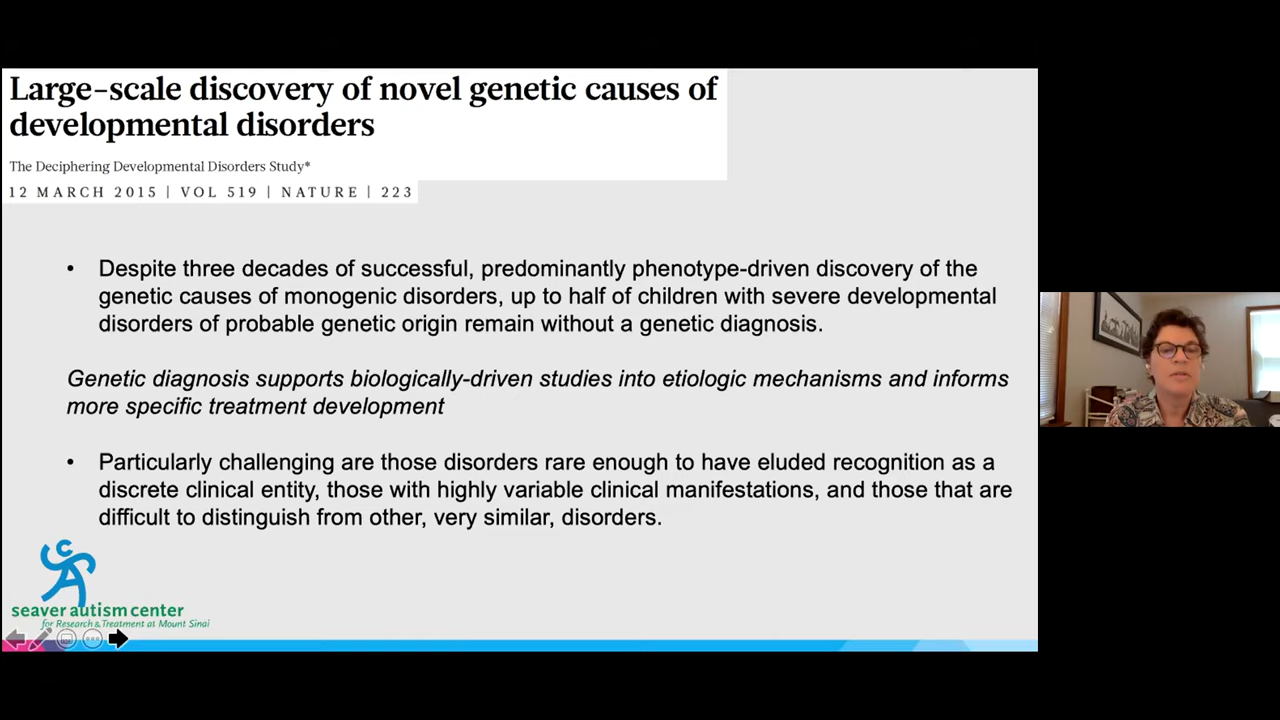 Large-scale discovery of novel genetic causes of
developmental disorders
The Deciphering Developmental Disorders Study*
12 MARCH 2015 | VOL 519 | NATURE | 223
• Despite three decades of successful, predominantly phenotype-driven discovery of the
genetic causes of monogenic disorders, up to half of children with severe developmental
disorders of probable genetic origin remain without a genetic diagnosis.
Genetic diagnosis supports biologically-driven studies into etiologic mechanisms and informs
more specific treatment development
• Particularly challenging are those disorders rare enough to have eluded recognition as a
discrete clinical entity, those with highly variable clinical manifestations, and those that are
difficult to distinguish from other, very similar, disorders.
seaver autism center
for Research & Treatment at Mount Sinai